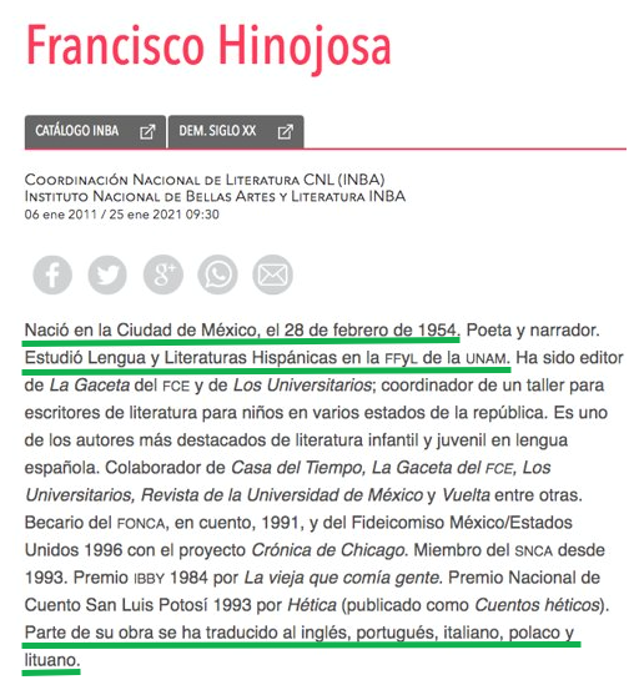 Francisco Hinojosa
CATÁLOGO INBA
DEM. SIGLO XX
Coordinación Nacional de Literatura CNL (INBA)
Instituto Nacional de Bellas Artes y Literatura INBA
06 ene 2011 / 25 ene 2021 09:30
Nació en la Ciudad de México, el 28 de febrero de 1954. Poeta y narrador.
Estudió Lengua y Literaturas Hispánicas en la FFyL de la UNAM. Ha sido editor
de La Gaceta del FCE y de Los Universitarios; coordinador de un taller para
escritores de literatura para niños en varios estados de la república. Es uno
de los autores más destacados de literatura infantil y juvenil en lengua
española. Colaborador de Casa del Tiempo, La Gaceta del FCE, Los
Universitarios, Revista de la Universidad de México y Vuelta entre otras.
Becario del FONCA, en cuento, 1991, y del Fideicomiso México/Estados
Unidos 1996 con el proyecto Crónica de Chicago. Miembro del SNCA desde
1993. Premio IBBY 1984 por La vieja que comía gente. Premio Nacional de
Cuento San Luis Potosí 1993 por Hética (publicado como Cuentos héticos).
Parte de su obra se ha traducido al inglés, portugués, italiano, polaco y
lituano.